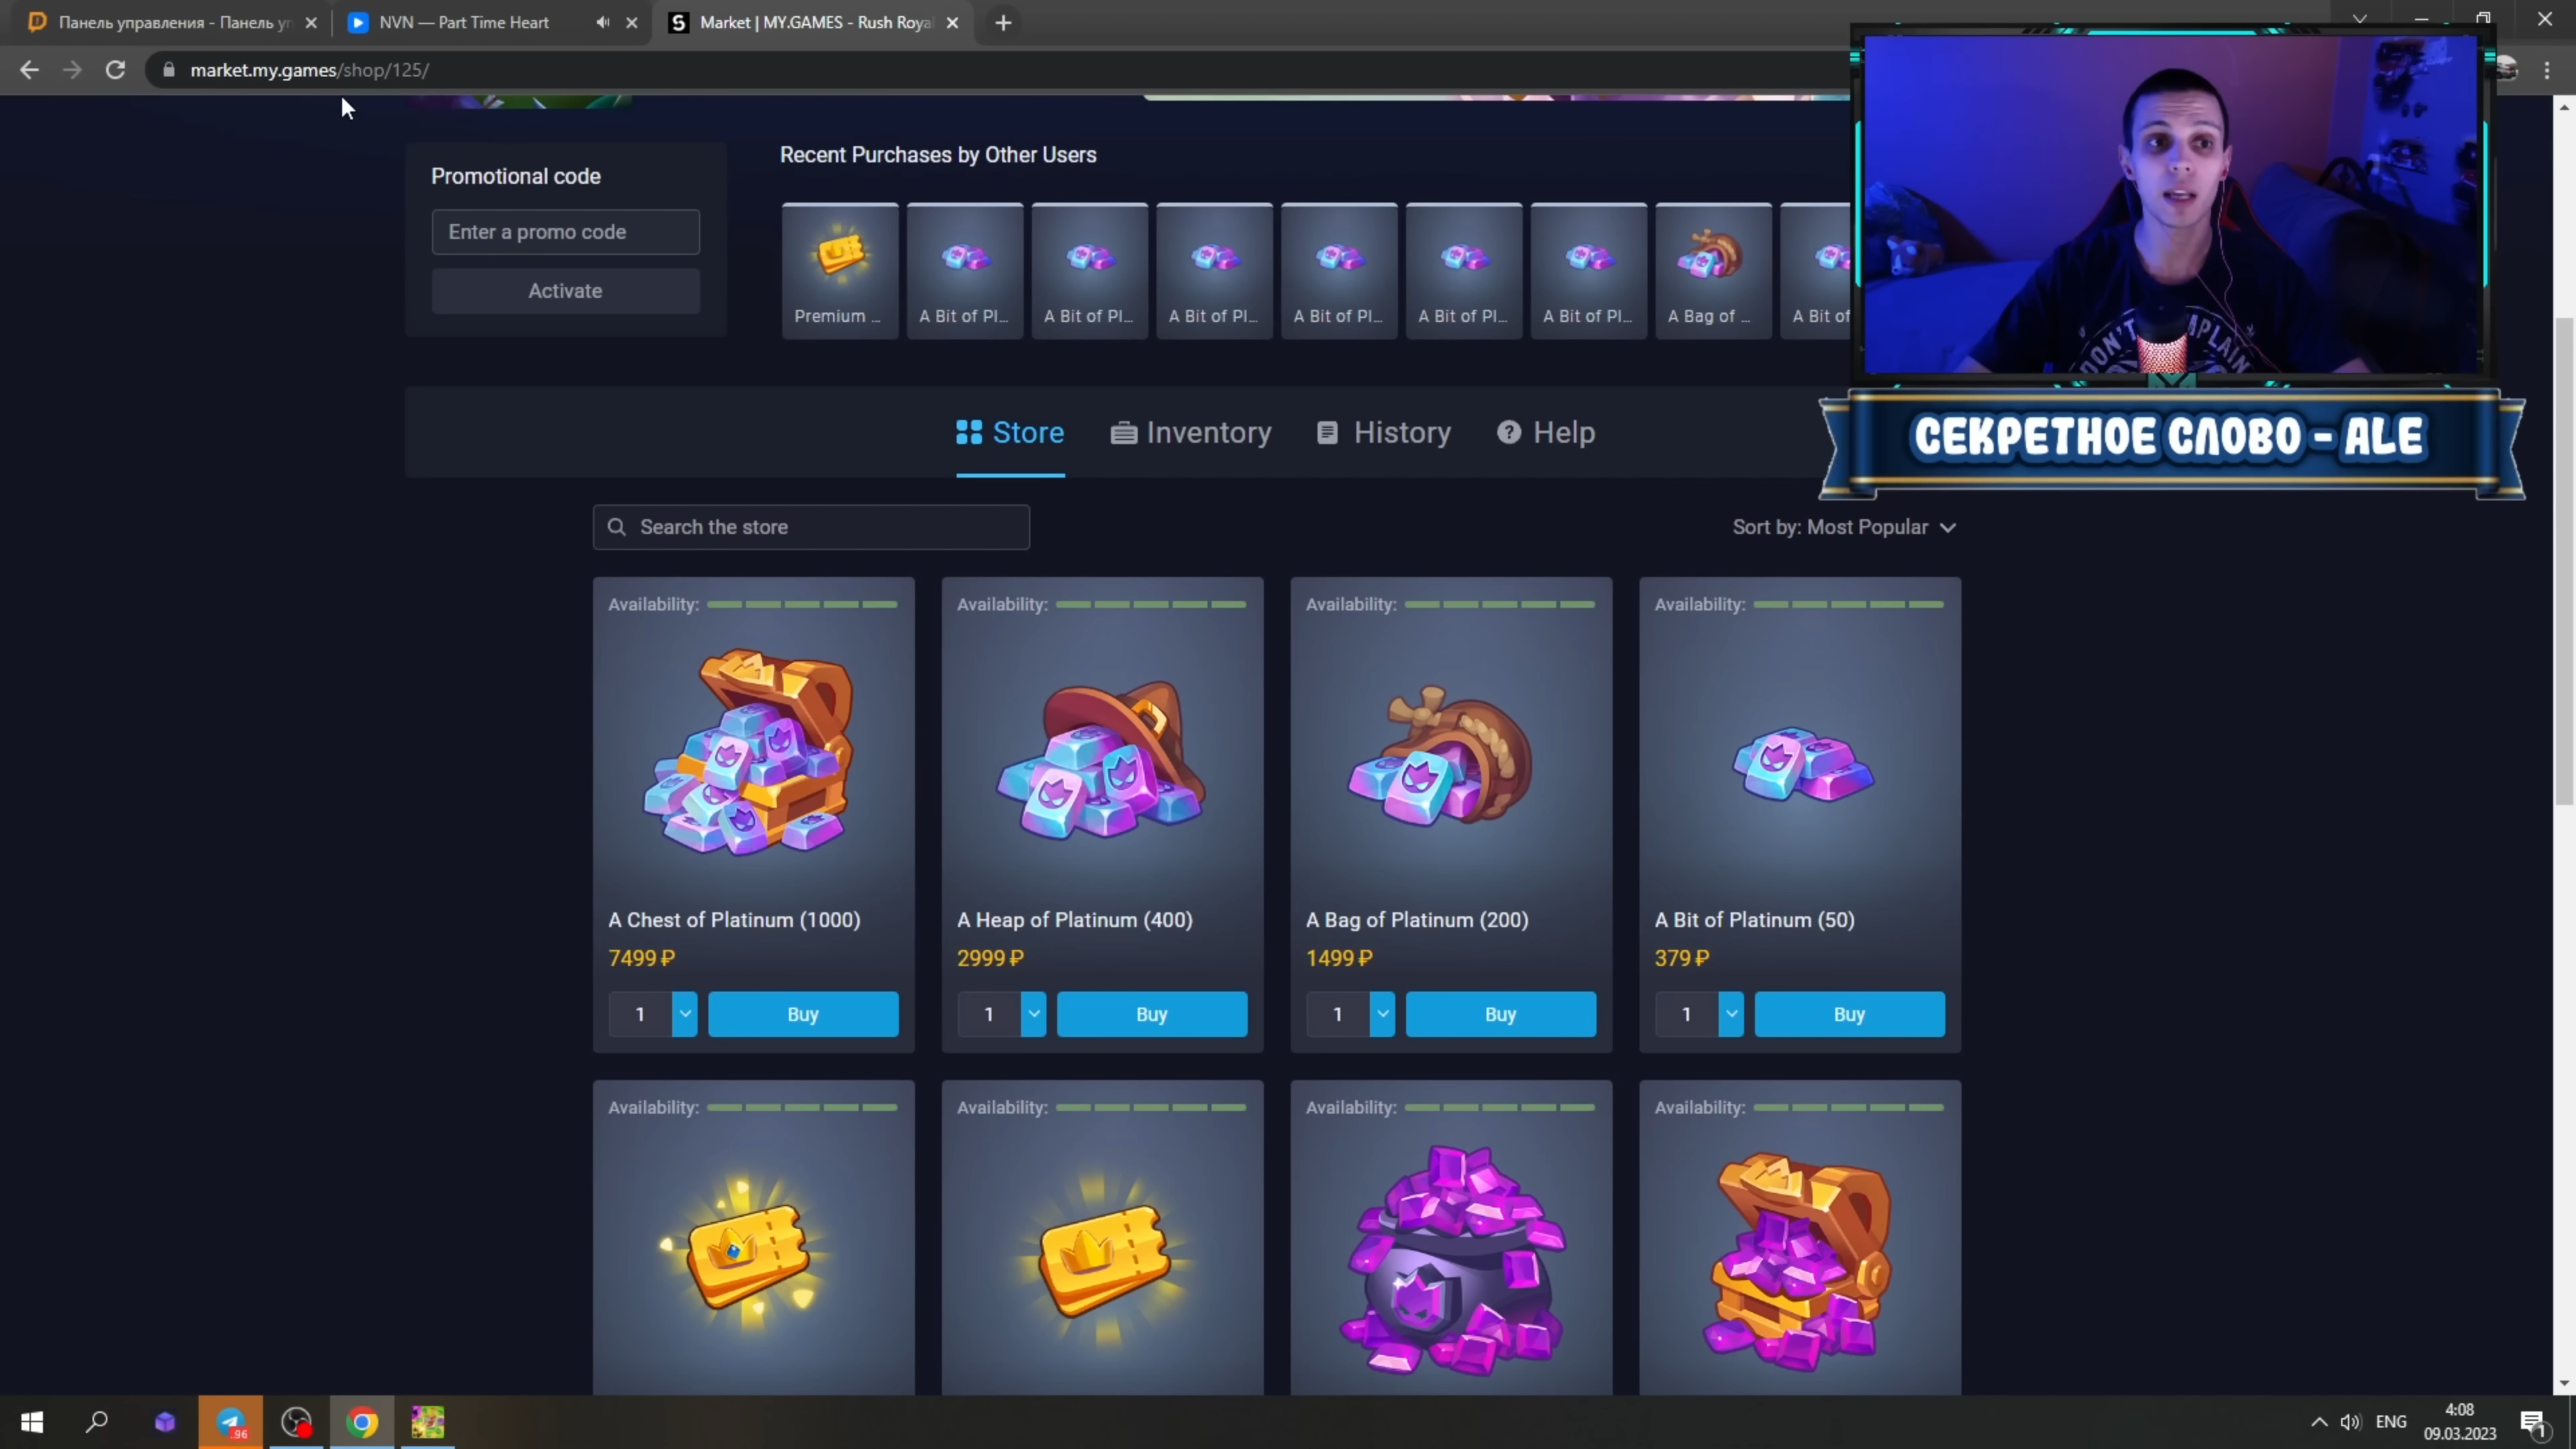 Панель управления - Панель уп
NVN — Part Time Heart
Market | MY.GAMES - Rush Roya
market.my.games/shop/125/
Promotional code
Enter a promo code
Activate
Recent Purchases by Other Users
Premium ...
A Bit of Pl...
A Bit of Pl...
A Bit of Pl...
A Bit of Pl...
A Bit of Pl...
A Bit of Pl...
A Bag of ...
A Bit of
DON'T
СЕКРЕТНОЕ СЛОВО - ALE
Store
Inventory
History
Help
Search the store
Sort by: Most Popular
Availability:
Availability:
Availability:
Availability:
A Chest of Platinum (1000)
7499 ₽
1
Buy
A Heap of Platinum (400)
2999 ₽
1
Buy
A Bag of Platinum (200)
1499 ₽
1
Buy
A Bit of Platinum (50)
379 ₽
1
Buy
Availability:
Availability:
Availability:
Availability:
96
ENG
4:08
09.03.2023
1